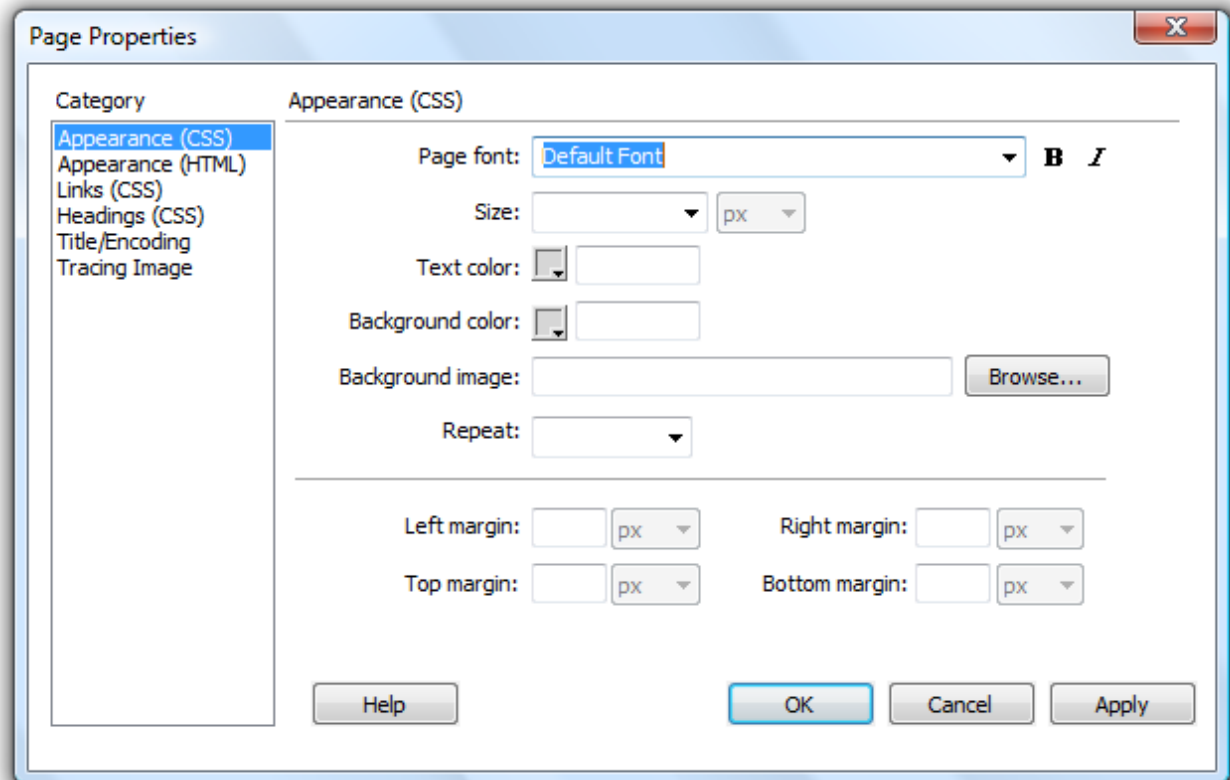 Page Properties
X
Category
Appearance (CSS)
Appearance (HTML)
Links (CSS)
Headings (CSS)
Title/Encoding
Tracing Image
Appearance (CSS)
Page font: Default Font B I
Size: px
Text color:
Background color:
Background image: Browse...
Repeat:
Left margin: px Right margin: px
Top margin: px Bottom margin: px
Help OK Cancel Apply